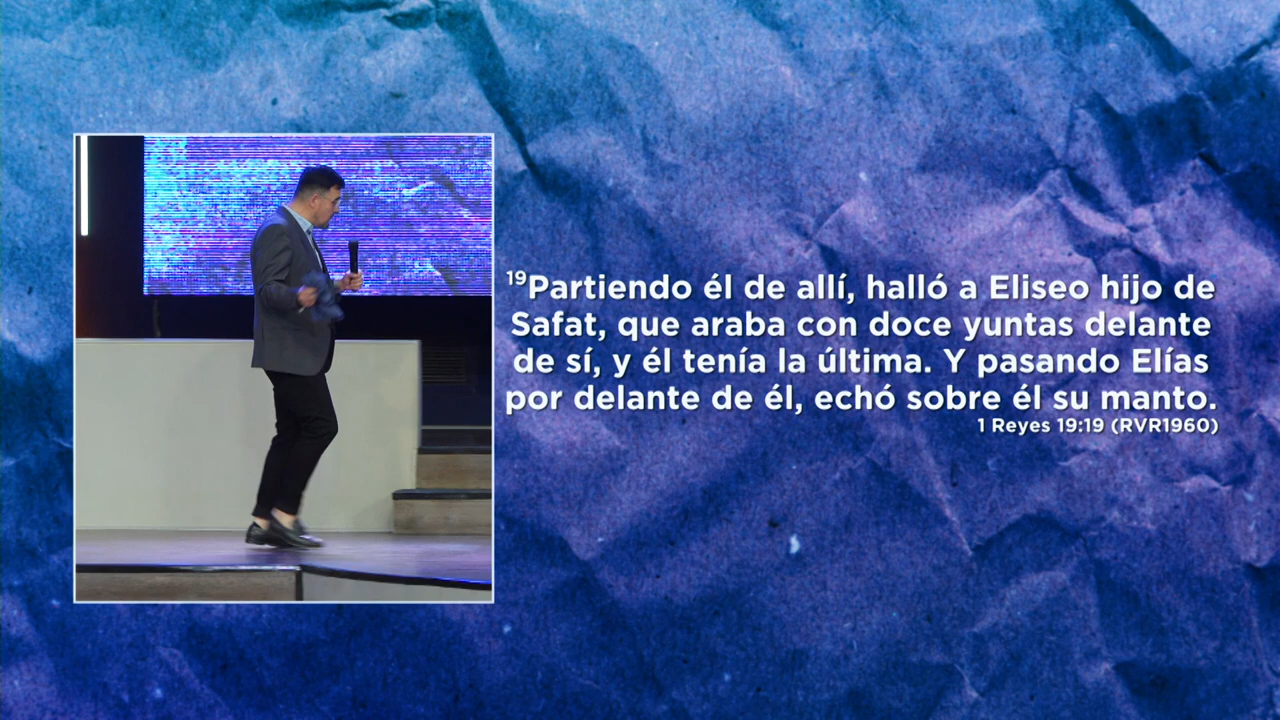 ¹⁹Partiendo él de allí, halló a Eliseo hijo de
Safat, que araba con doce yuntas delante
de sí, y él tenía la última. Y pasando Elías
por delante de él, echó sobre él su manto.
1 Reyes 19:19 (RVR1960)